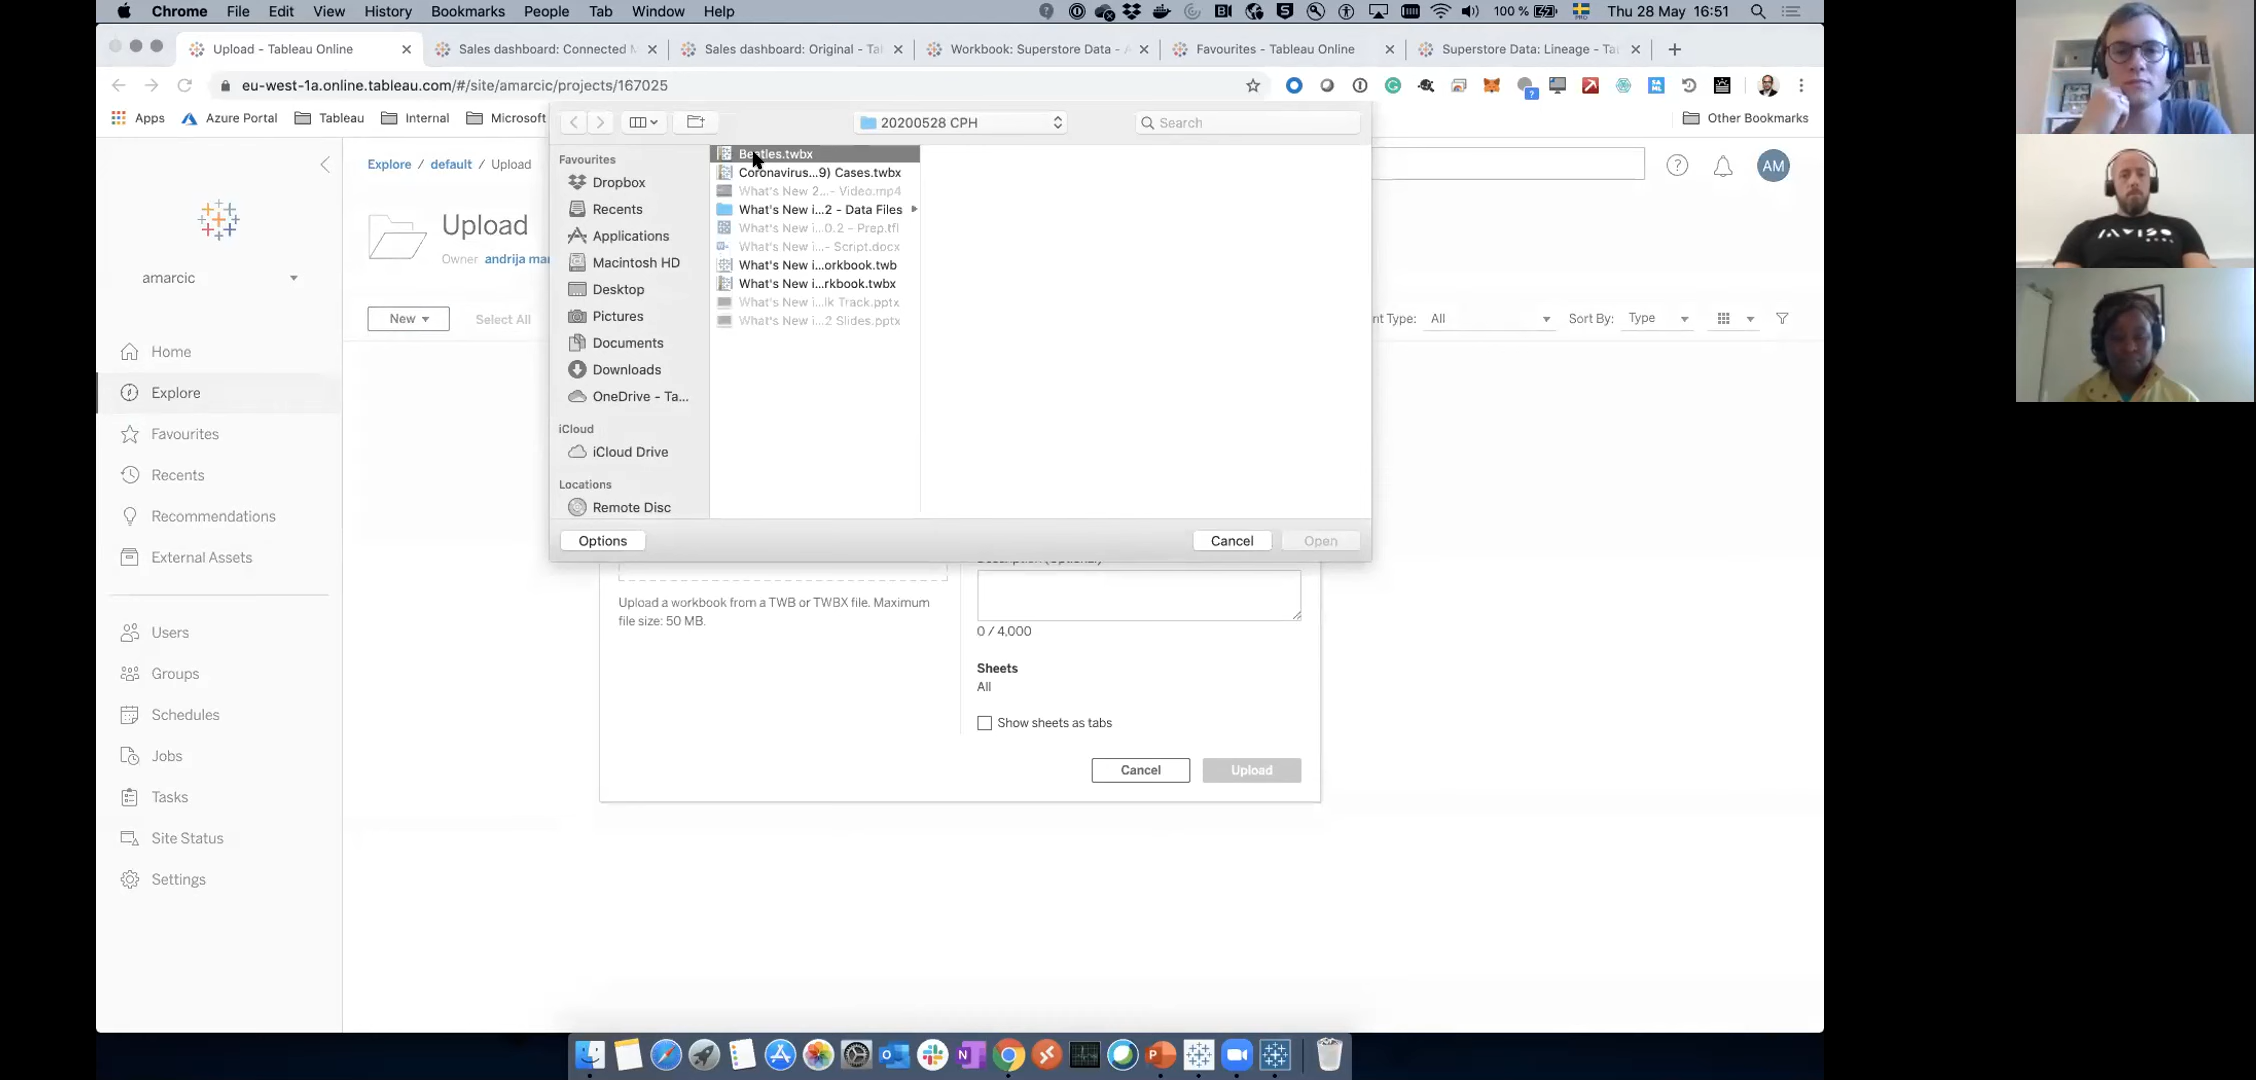 Chrome File Edit View History Bookmarks People Tab Window Help 100 % Thu 28 May 16:51
Upload - Tableau Online Sales dashboard: Connected Sales dashboard: Original - Workbook: Superstore Data - Favourites - Tableau Online Superstore Data: Lineage -
eu-west-1a.online.tableau.com/#/site/amarcic/projects/167025
Apps Azure Portal Tableau Internal Microsoft Other Bookmarks
20200528 CPH Search
Explore / default / Upload
AM
Upload
Owner andrija
amarcic
New Select All
nt Type: All Sort By: Type
Home
Explore
Favourites
Recents
Recommendations
External Assets
Users
Groups
Schedules
Jobs
Tasks
Site Status
Settings
Favourites
Dropbox
Recents
Applications
Macintosh HD
Desktop
Pictures
Documents
Downloads
OneDrive - Ta...
iCloud
iCloud Drive
Locations
Remote Disc
Beatles.twbx
Coronavirus...9) Cases.twbx
What's New 2... - Video.mp4
What's New i...2 - Data Files
What's New i...0.2 - Prep.tfl
What's New i...- Script.docx
What's New i...orkbook.twb
What's New i...rkbook.twbx
What's New i...lk Track.pptx
What's New i...2 Slides.pptx
Options Cancel Open
Upload a workbook from a TWB or TWBX file. Maximum
file size: 50 MB.
0 / 4,000
Sheets
All
Show sheets as tabs
Cancel Upload